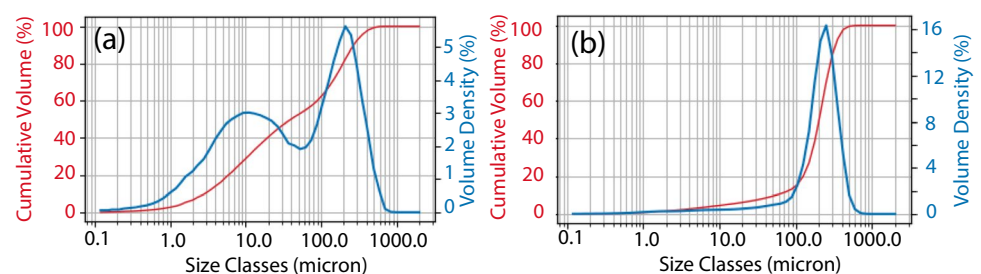 (a)
Cumulative Volume (%)
100
80
60
40
20
0
5
4
3
2
1
0
Volume Density (%)
0.1 1.0 10.0 100.0 1000.0
Size Classes (micron)
(b)
Cumulative Volume (%)
100
80
60
40
20
0
16
12
8
4
0
Volume Density (%)
0.1 1.0 10.0 100.0 1000.0
Size Classes (micron)